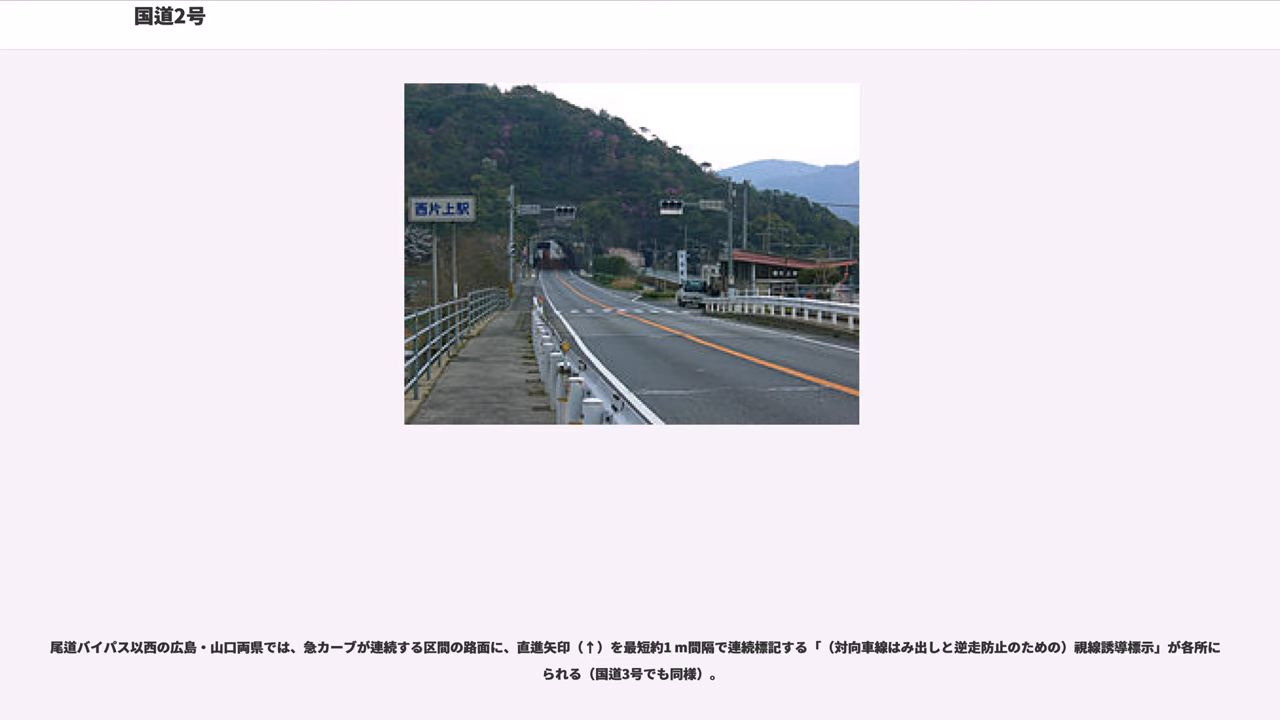 国道2号
西片上駅
尾道バイパス以西の広島・山口両県では、急カーブが連続する区間の路面に、直進矢印（↑）を最短約1 m間隔で連続標記する「（対向車線はみ出しと逆走防止のための）視線誘導標示」が各所に
られる（国道3号でも同様）。